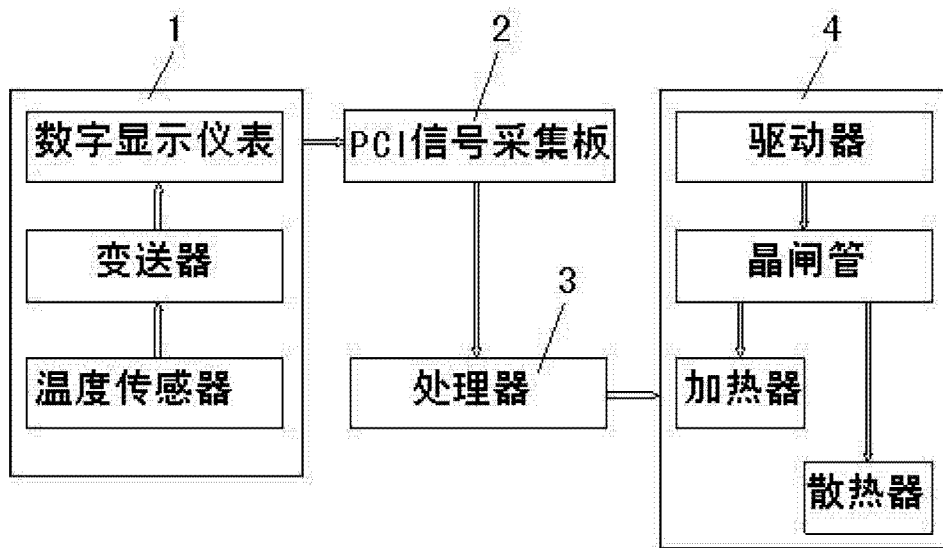 1
2
4
数字显示仪表
PCI信号采集板
驱动器
变送器
晶闸管
3
温度传感器
处理器
加热器
散热器